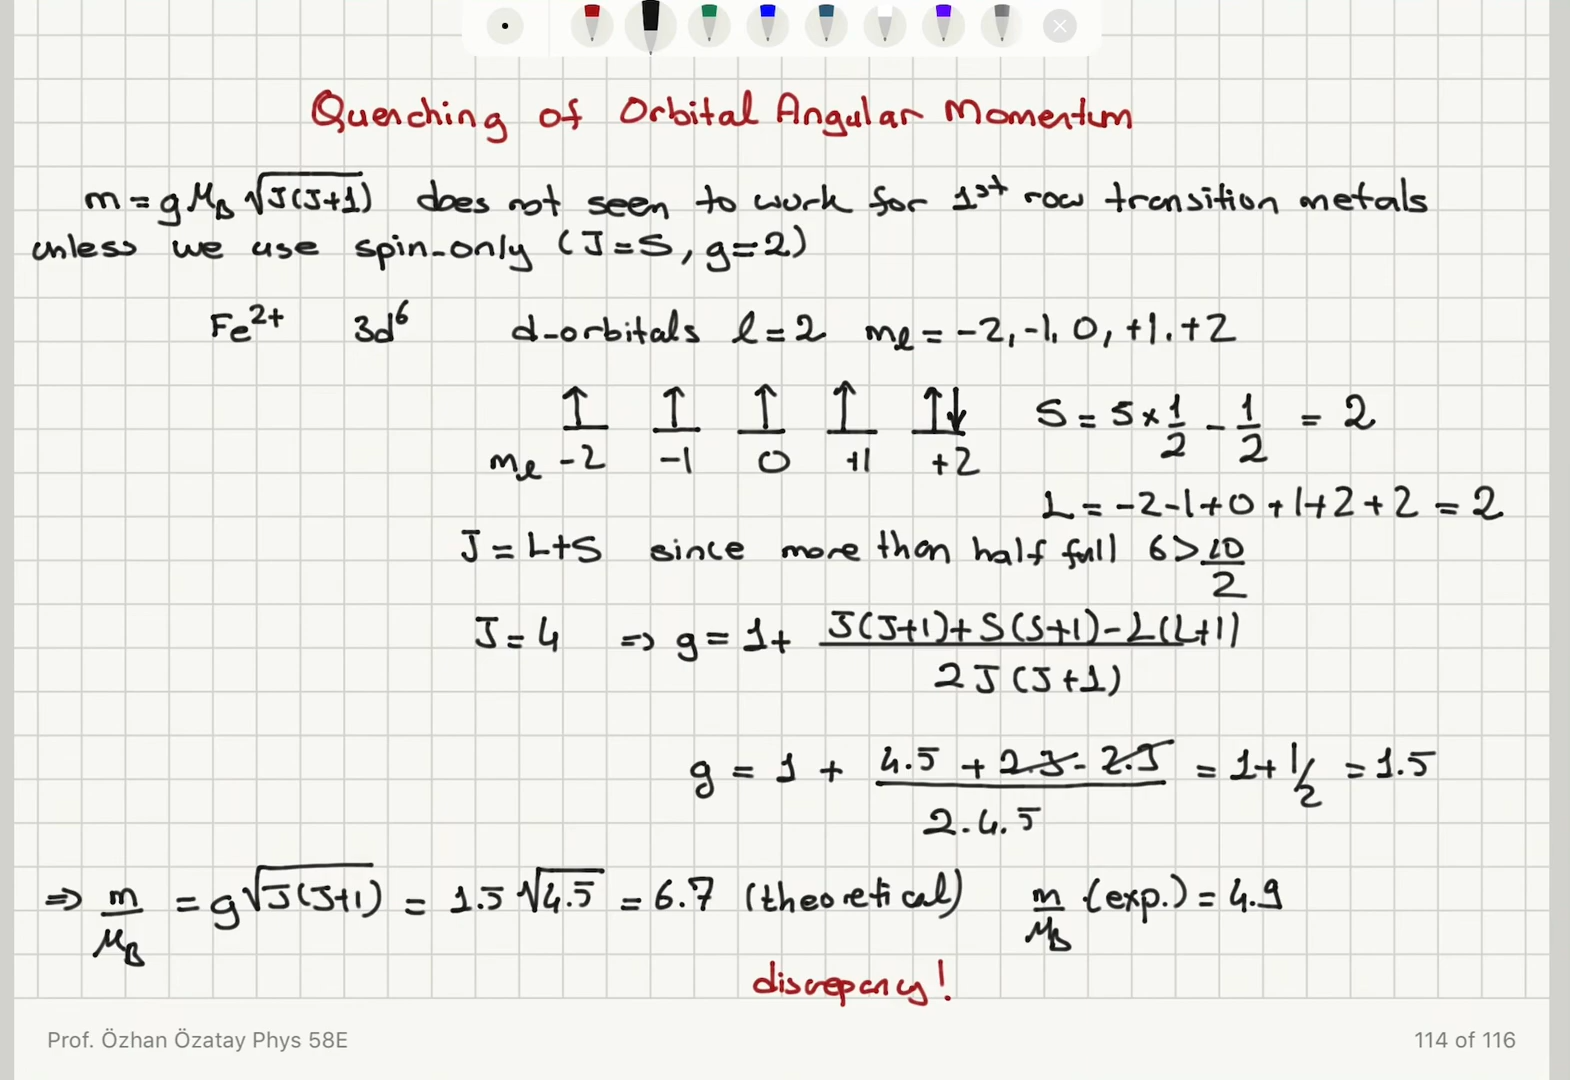 Quenching of Orbital Angular Momentum
m = g μB √J(J+1) does not seen to work for 1st row transition metals
unless we use spin-only (J=S, g=2)
Fe2+ 3d6 d-orbitals l=2 ml = -2,-1,0,+1,+2
↑ ↑ ↑ ↑ ↑↓ S = 5×1/2 - 1/2 = 2
ml -2 -1 0 +1 +2
L = -2-1+0+1+2+2 = 2
J = L+S since more than half full 6>10/2
J=4 => g = 1 + (J(J+1)+S(S+1)-L(L+1))/(2J(J+1))
g = 1 + (4.5 + 2.3 - 2.3)/(2.4.5) = 1+1/2 = 1.5
=> m/μB = g√J(J+1) = 1.5 √4.5 = 6.7 (theoretical) m/μB (exp.) = 4.9
discrepancy!
Prof. Özhan Özatay Phys 58E 114 of 116